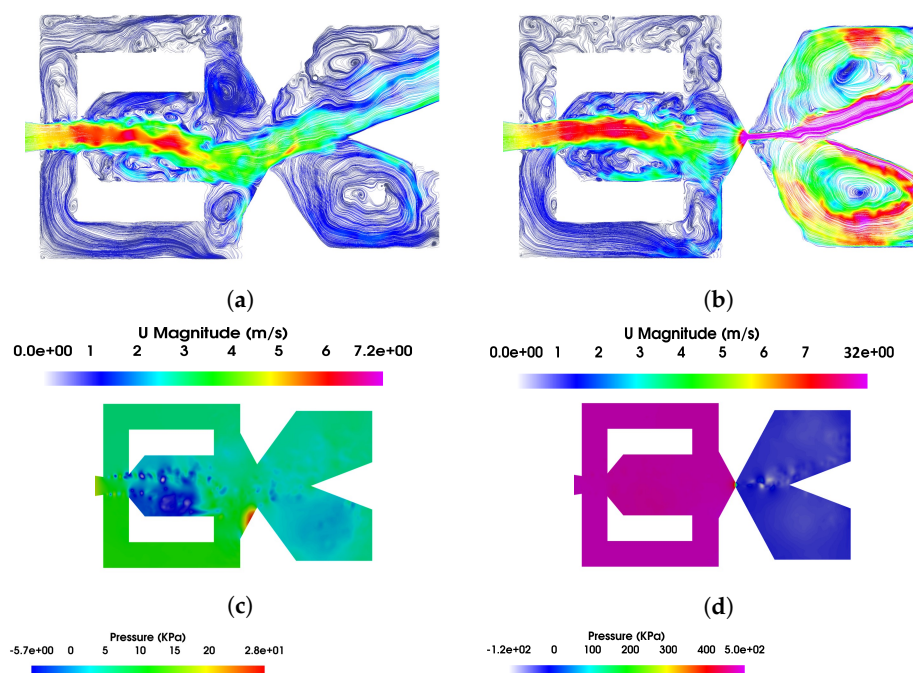 (a)
(b)
U Magnitude (m/s)
0.0e+00 1 2 3 4 5 6 7.2e+00
U Magnitude (m/s)
0.0e+00 1 2 3 4 5 6 7 32e+00
(c)
(d)
Pressure (KPa)
-5.7e+00 0 5 10 15 20 2.8e+01
Pressure (KPa)
-1.2e+02 0 100 200 300 400 5.0e+02